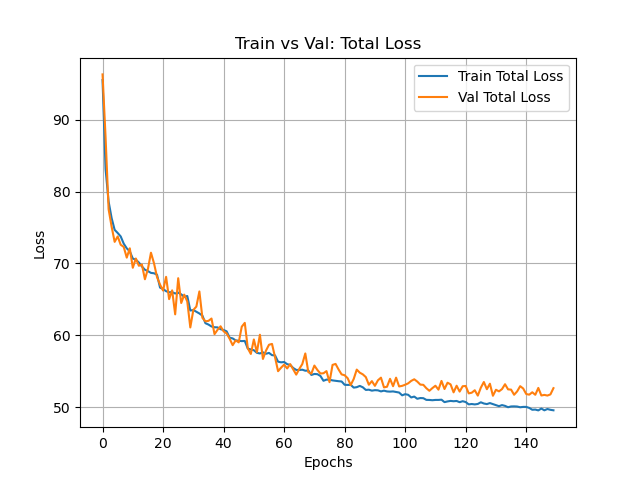 Train vs Val: Total Loss
Train Total Loss
Val Total Loss
Loss
90
80
70
60
50
0 20 40 60 80 100 120 140
Epochs